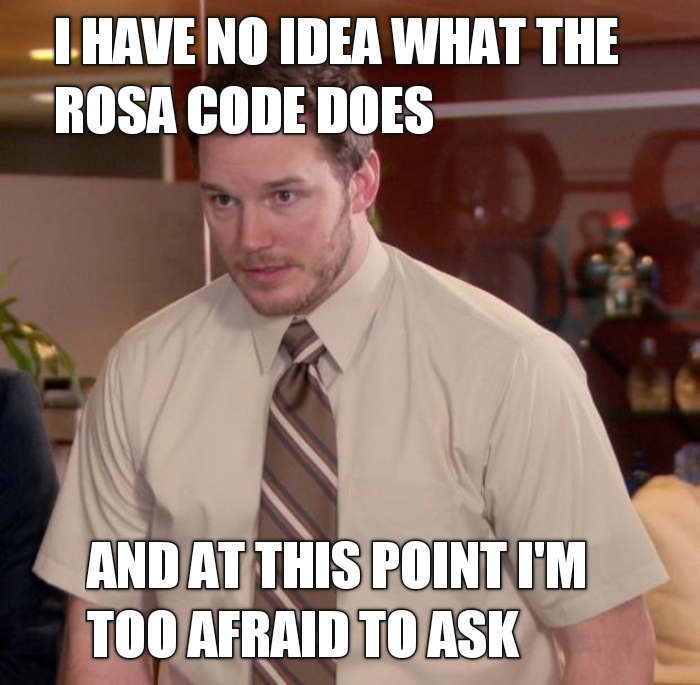 I HAVE NO IDEA WHAT THE
ROSA CODE DOES
AND AT THIS POINT I'M
TOO AFRAID TO ASK